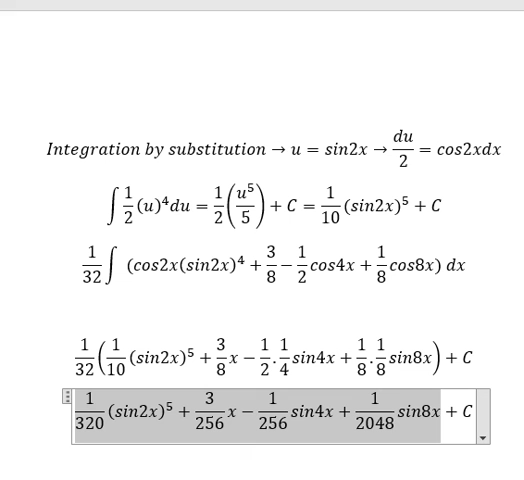 Integration by substitution → u = sin2x → du/2 = cos2xdx
∫ 1/2 (u)⁴du = 1/2 (u⁵/5) + C = 1/10 (sin2x)⁵ + C
1/32 ∫ (cos2x(sin2x)⁴ + 3/8 − 1/2 cos4x + 1/8 cos8x) dx
1/32 (1/10 (sin2x)⁵ + 3/8 x − 1/2 . 1/4 sin4x + 1/8 . 1/8 sin8x) + C
1/320 (sin2x)⁵ + 3/256 x − 1/256 sin4x + 1/2048 sin8x + C